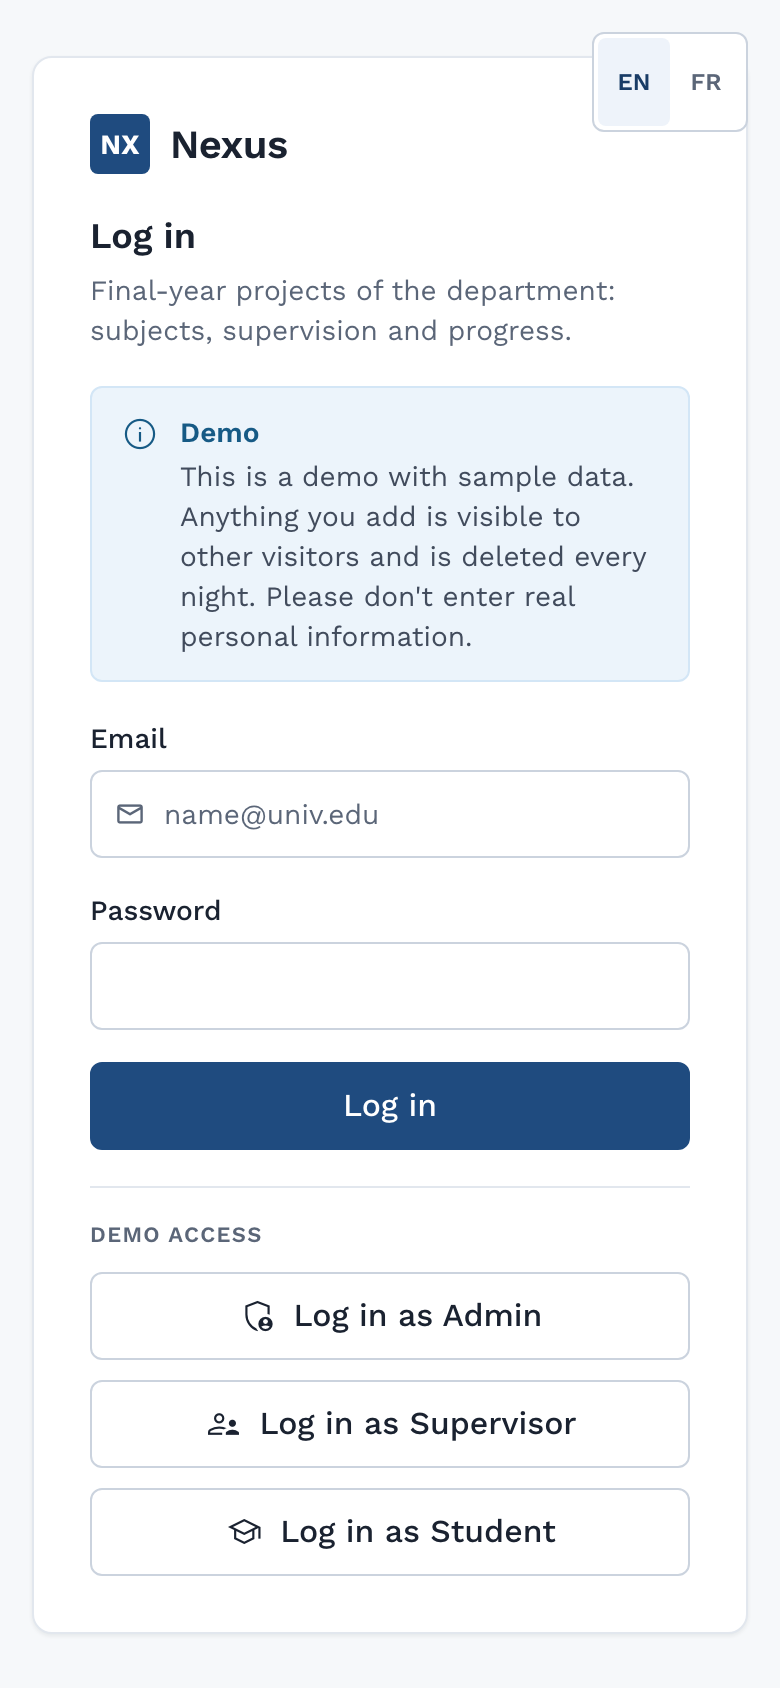 EN FR
NX Nexus
Log in
Final-year projects of the department:
subjects, supervision and progress.
Demo
This is a demo with sample data.
Anything you add is visible to
other visitors and is deleted every
night. Please don't enter real
personal information.
Email
name@univ.edu
Password
Log in
DEMO ACCESS
Log in as Admin
Log in as Supervisor
Log in as Student